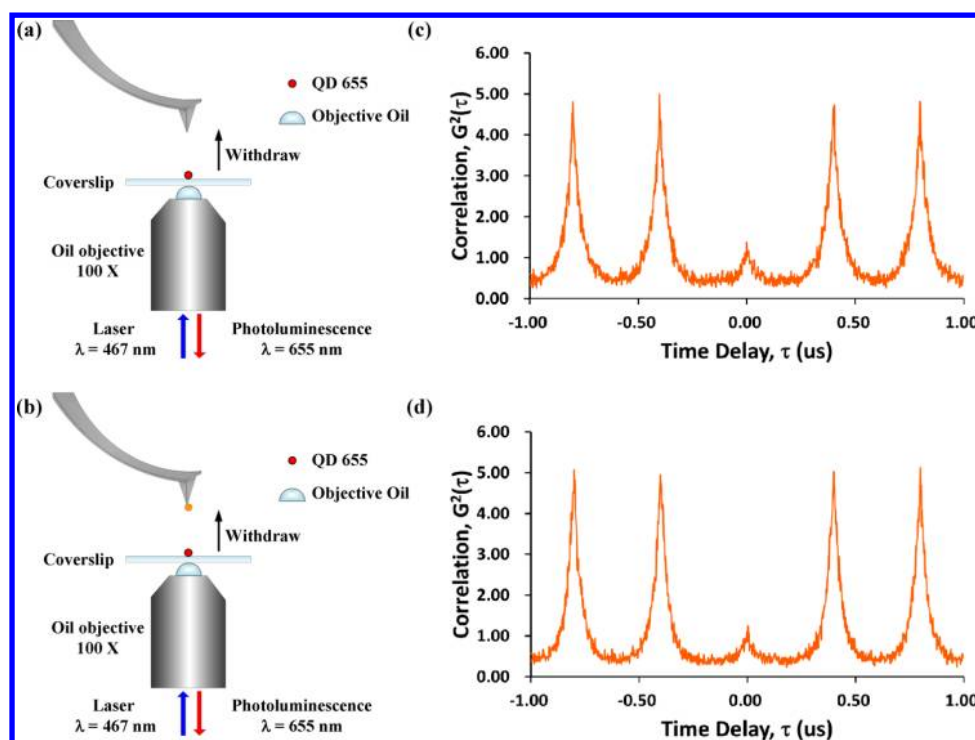 (a)
QD 655
Objective Oil
Withdraw
Coverslip
Oil objective
100 X
Laser
λ = 467 nm
Photoluminescence
λ = 655 nm
(c)
6.00
5.00
4.00
3.00
2.00
1.00
0.00
Correlation, G²(τ)
-1.00
-0.50
0.00
0.50
1.00
Time Delay, τ (us)
(b)
QD 655
Objective Oil
Withdraw
Coverslip
Oil objective
100 X
Laser
λ = 467 nm
Photoluminescence
λ = 655 nm
(d)
6.00
5.00
4.00
3.00
2.00
1.00
0.00
Correlation, G²(τ)
-1.00
-0.50
0.00
0.50
1.00
Time Delay, τ (us)